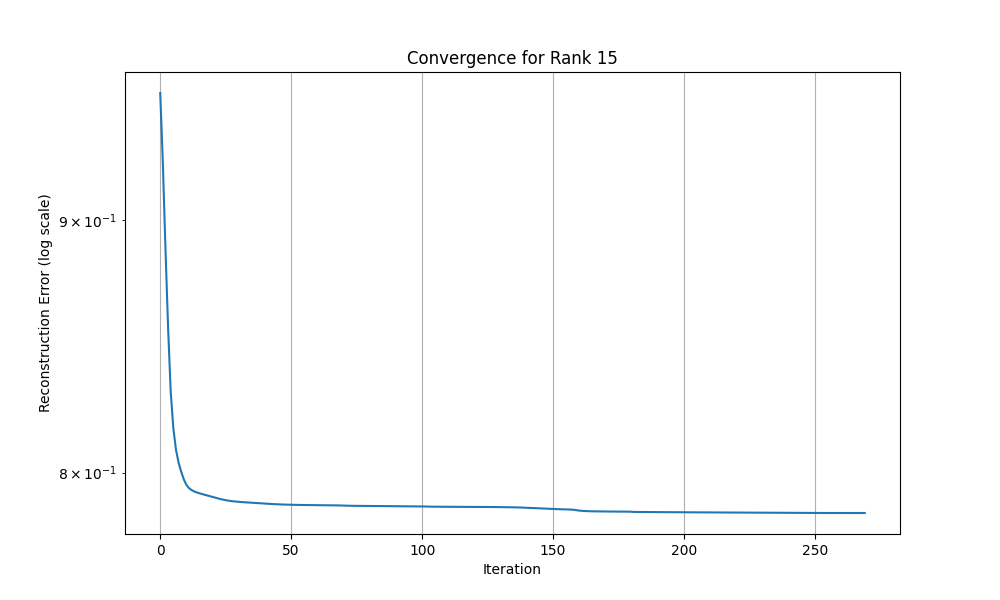 Convergence for Rank 15
Reconstruction Error (log scale)
9 × 10⁻¹
8 × 10⁻¹
0 50 100 150 200 250
Iteration